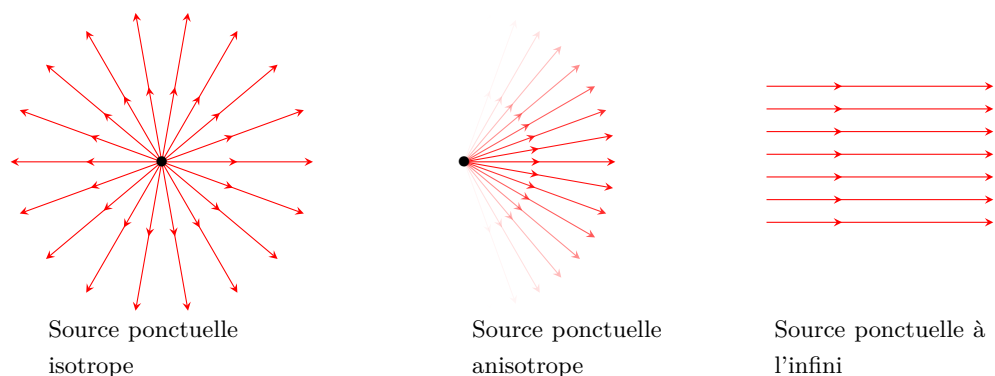 Source ponctuelle
isotrope
Source ponctuelle
anisotrope
Source ponctuelle à
l'infini